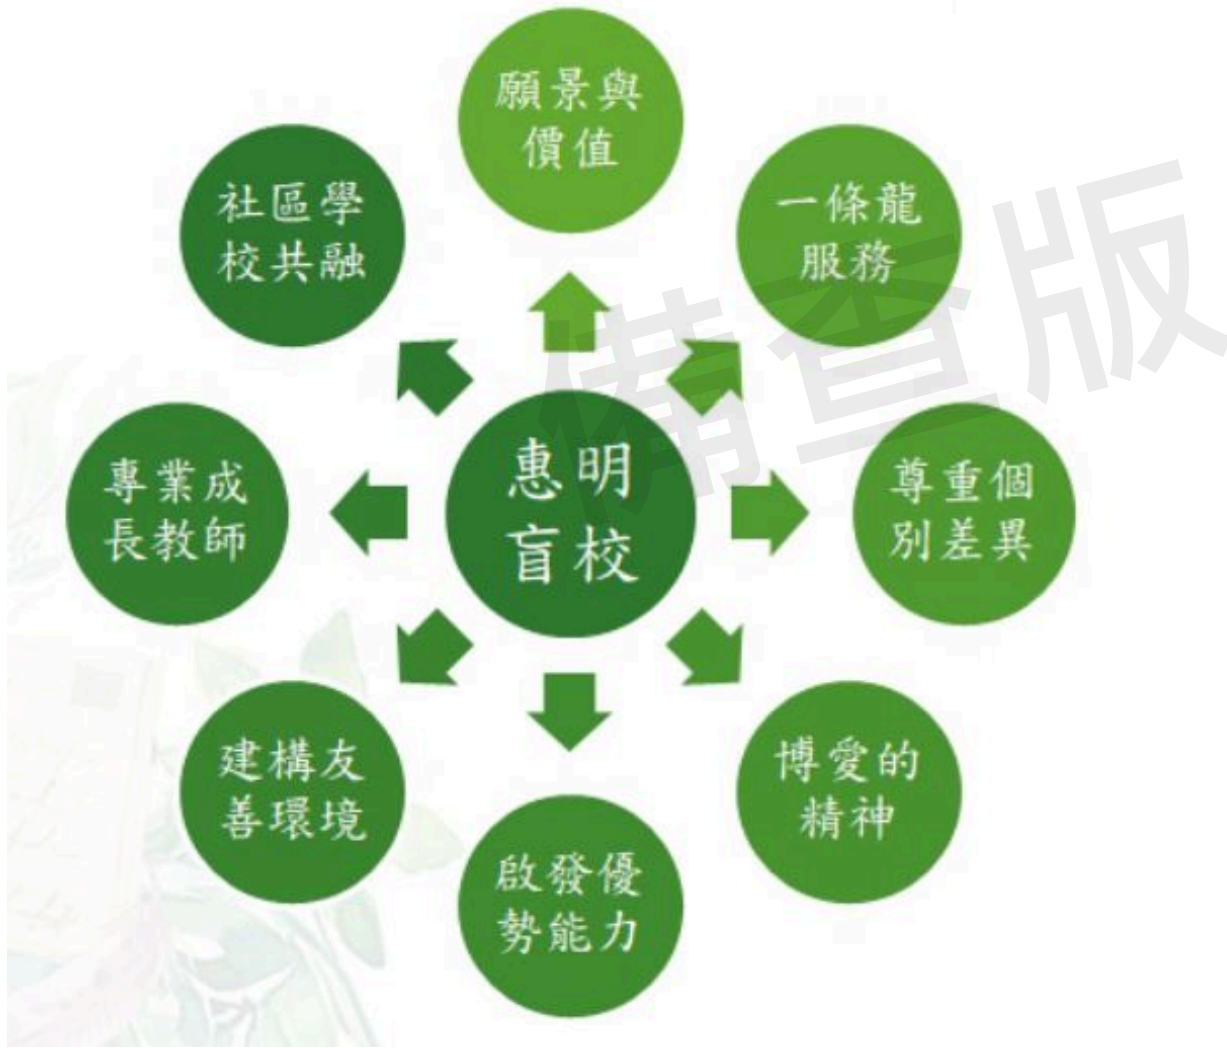 願景與
價值
一條龍
服務
尊重個
別差異
博愛的
精神
啟發優
勢能力
建構友
善環境
專業成
長教師
社區學
校共融
惠明
盲校
備查版